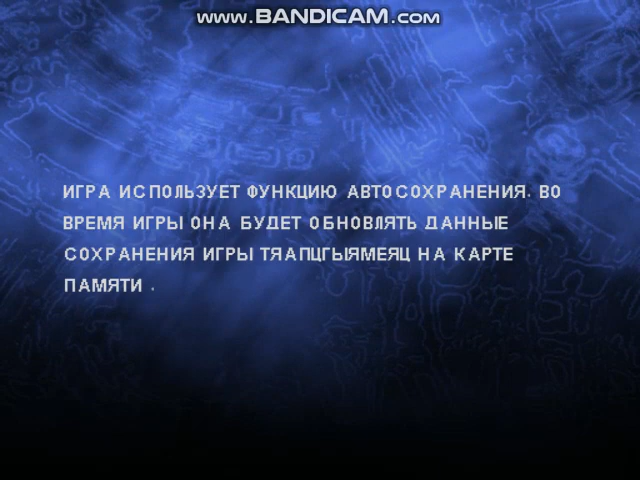 www.BANDICAM.com
ИГРА ИСПОЛЬЗУЕТ ФУНКЦИЮ АВТОСОХРАНЕНИЯ. ВО
ВРЕМЯ ИГРЫ ОНА БУДЕТ ОБНОВЛЯТЬ ДАННЫЕ
СОХРАНЕНИЯ ИГРЫ ТЯАПЦГЫЯМЕЯЦ НА КАРТЕ
ПАМЯТИ .